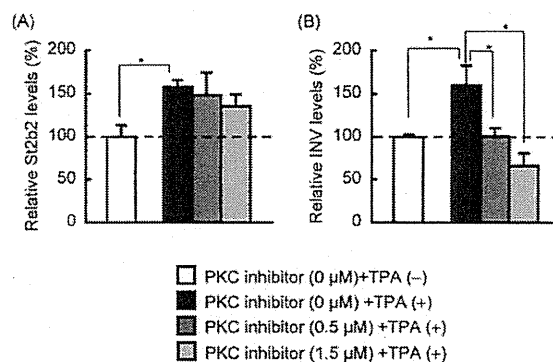 (A)
Relative St2b2 levels (%)
200
150
100
50
0
*
(B)
Relative INV levels (%)
200
150
100
50
0
*
*
*
PKC inhibitor (0 μM)+TPA (−)
PKC inhibitor (0 μM) +TPA (+)
PKC inhibitor (0.5 μM) +TPA (+)
PKC inhibitor (1.5 μM) +TPA (+)